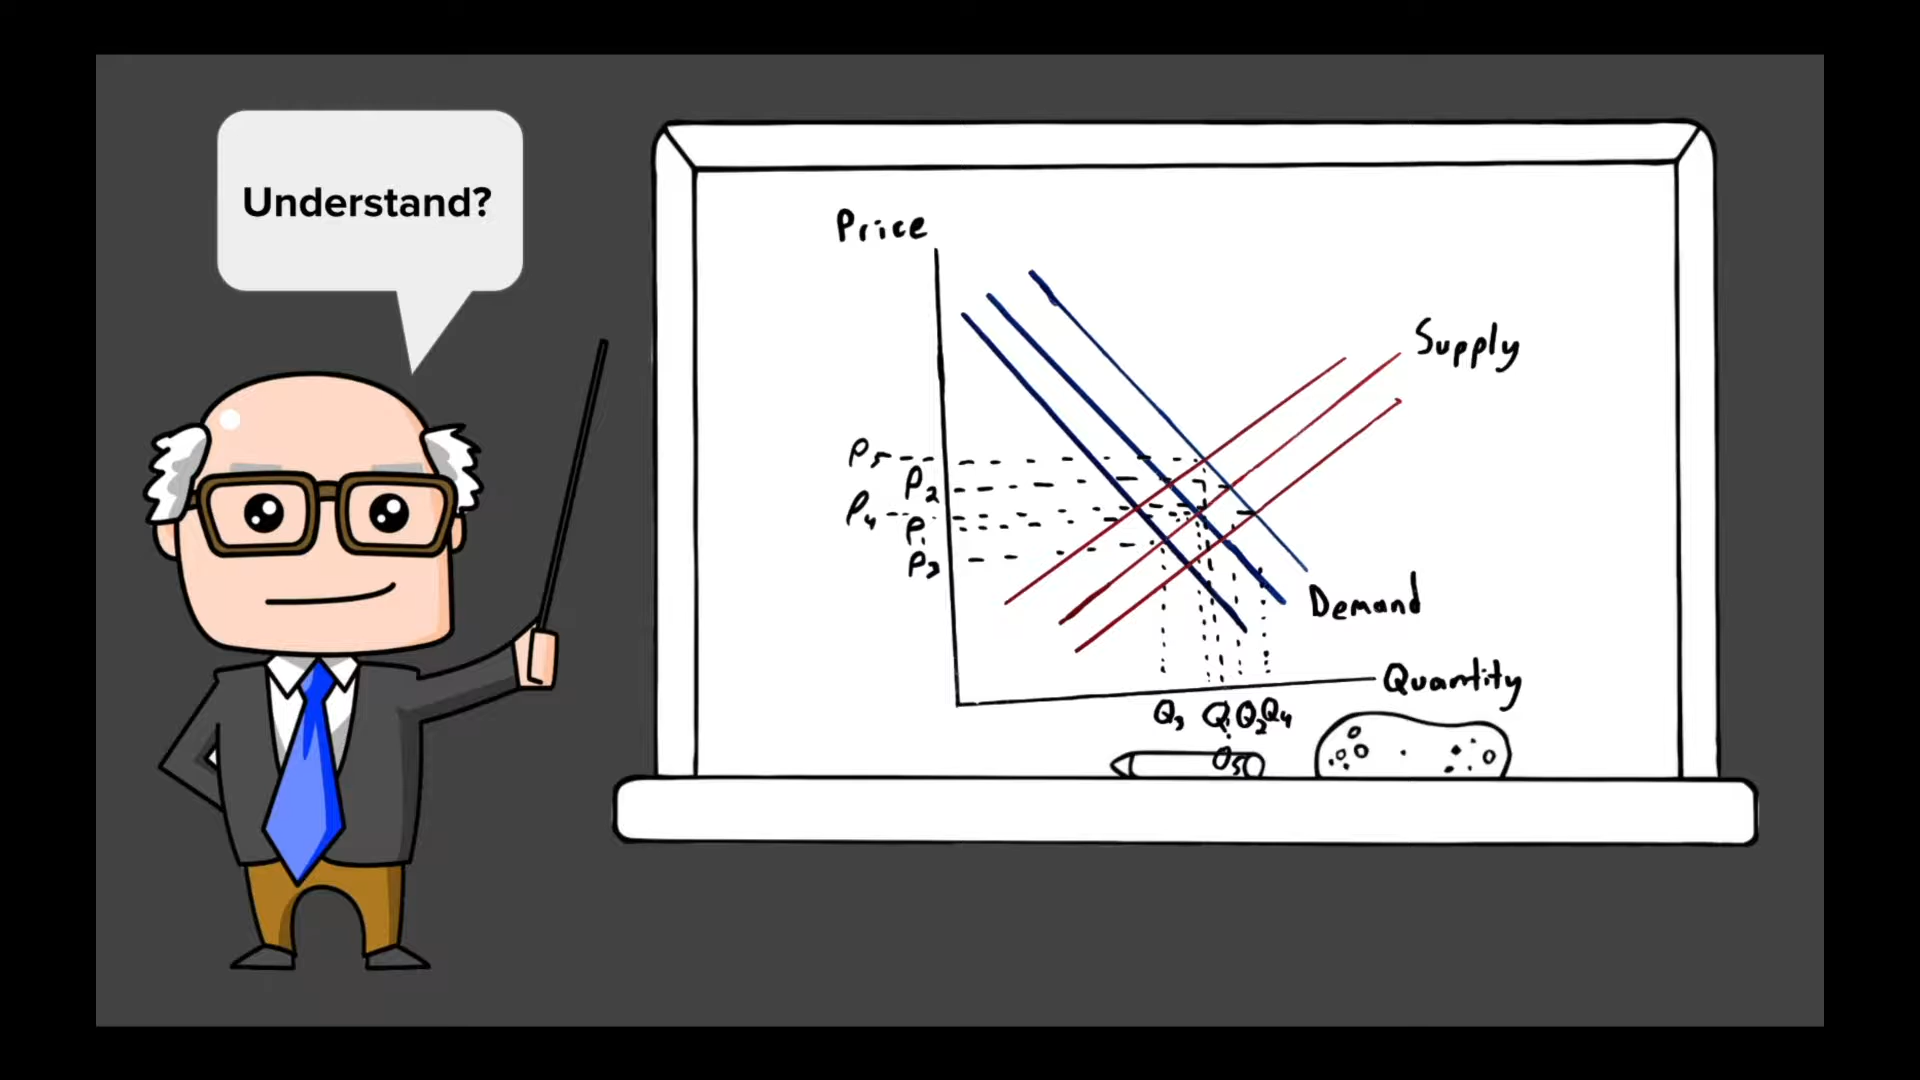 Understand?
Price
Supply
P5
P2
P4
P1
P3
Demand
Quantity
Q3 Q1 Q2 Q4
Q5